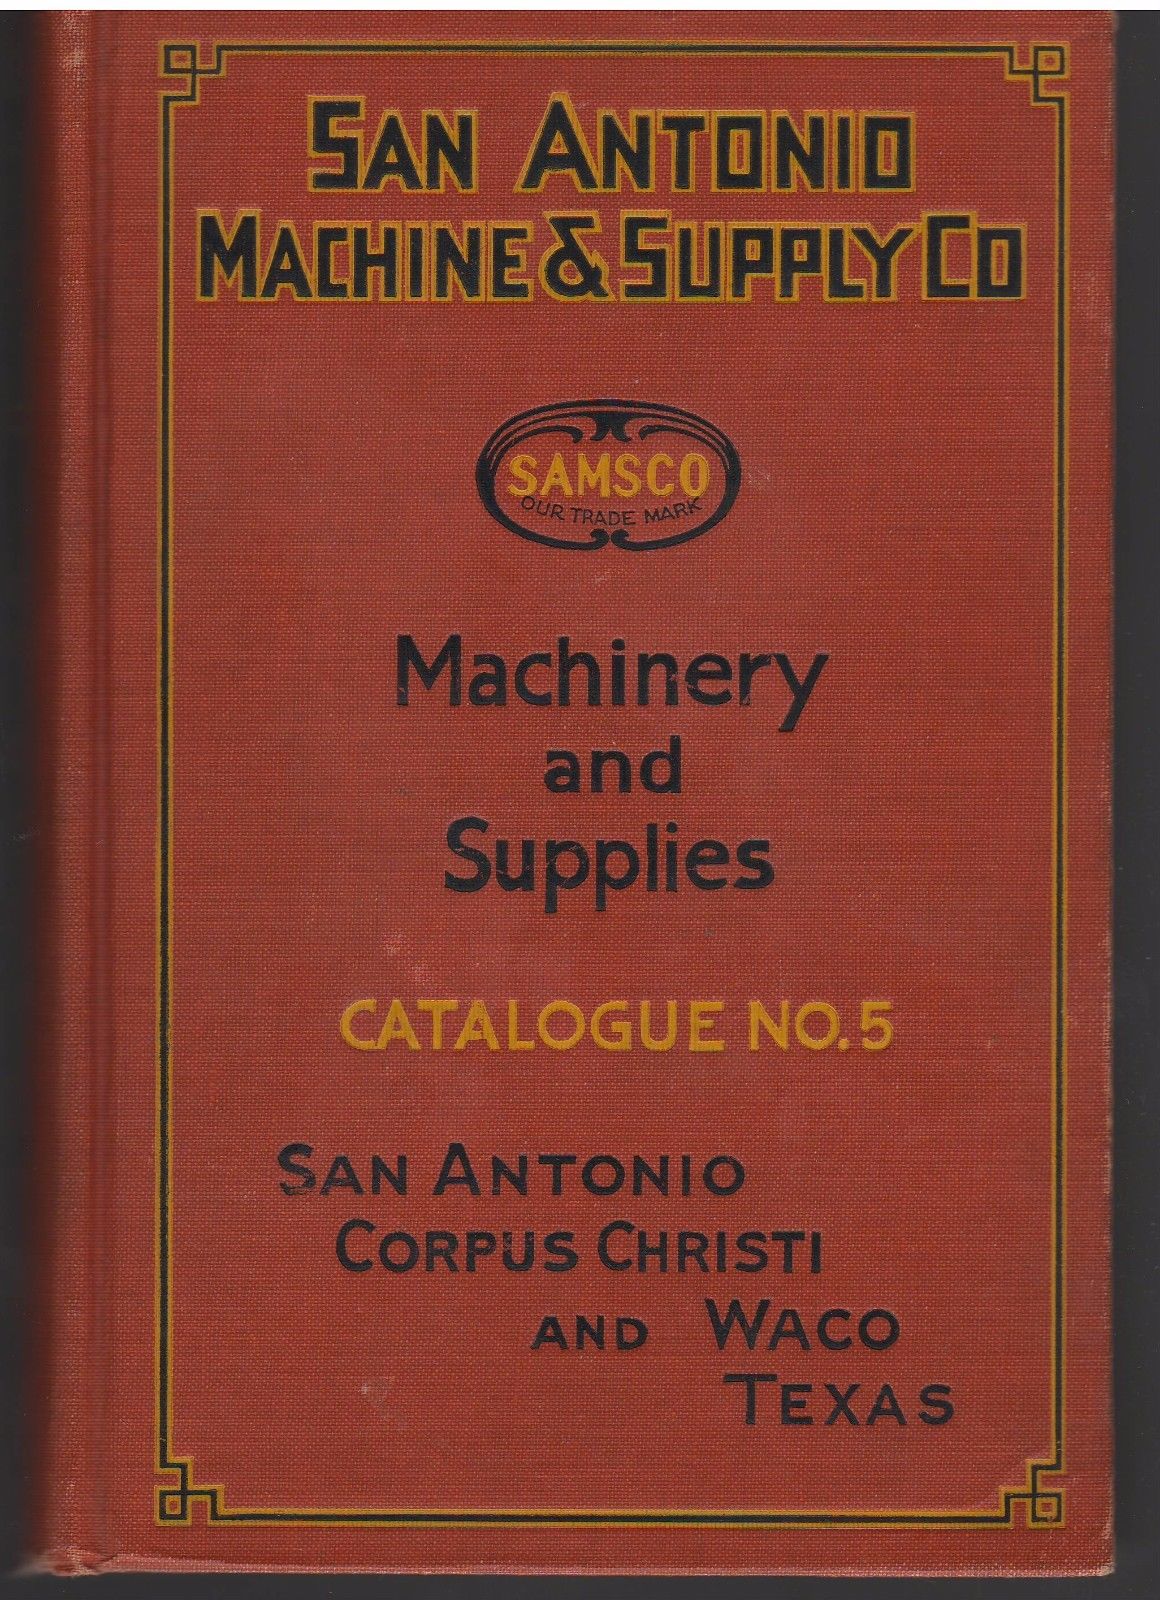 SAN ANTONIO
MACHINE & SUPPLY CO
SAMSCO
OUR TRADE MARK
Machinery
and
Supplies
CATALOGUE NO. 5
SAN ANTONIO
CORPUS CHRISTI
AND WACO
TEXAS